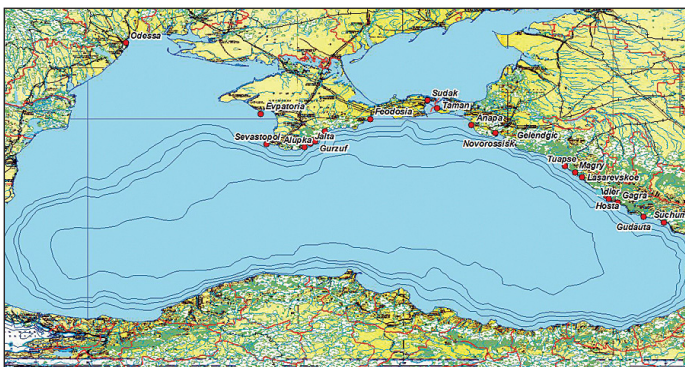 Odessa
Sudak
Evpatoria
Taman
Feodosia
Anapa
Sevastopol
Alupka
Jalta
Gelendgic
Gurzuf
Novorossisk
Tuapse
Magry
Lasarevskoe
dler
Gagra
Hosta
Suchum
Gudauta